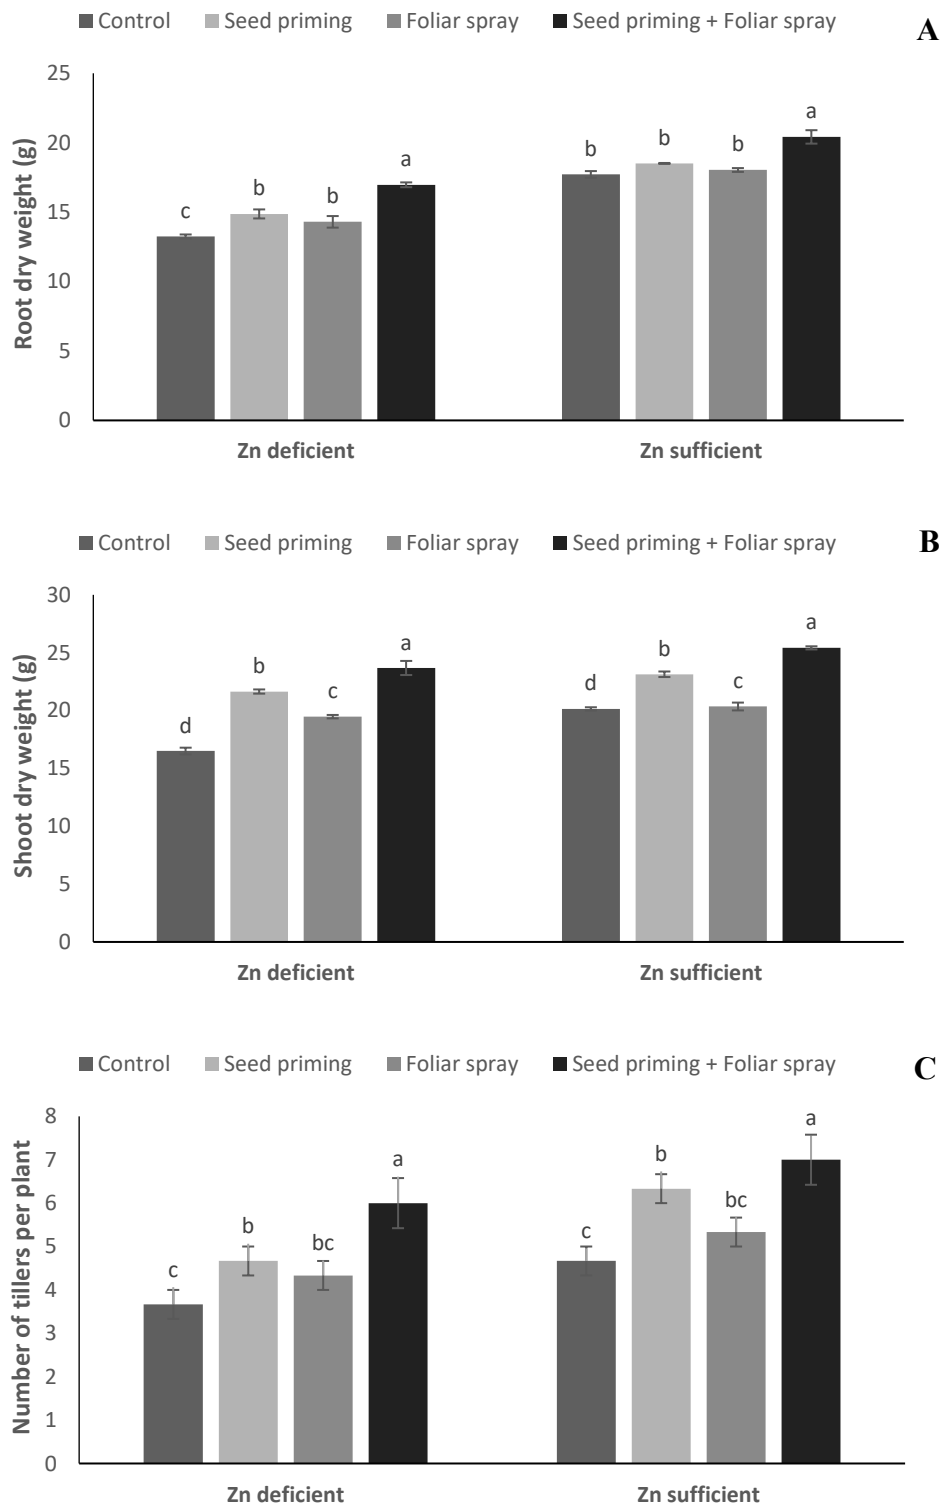 Control Seed priming Foliar spray Seed priming + Foliar spray A
25
20
15
10
5
0
Root dry weight (g)
c b b a b b b a
Zn deficient Zn sufficient
Control Seed priming Foliar spray Seed priming + Foliar spray B
30
25
20
15
10
5
0
Shoot dry weight (g)
d b c a d b c a
Zn deficient Zn sufficient
Control Seed priming Foliar spray Seed priming + Foliar spray C
8
7
6
5
4
3
2
1
0
Number of tillers per plant
c b bc a c b bc a
Zn deficient Zn sufficient